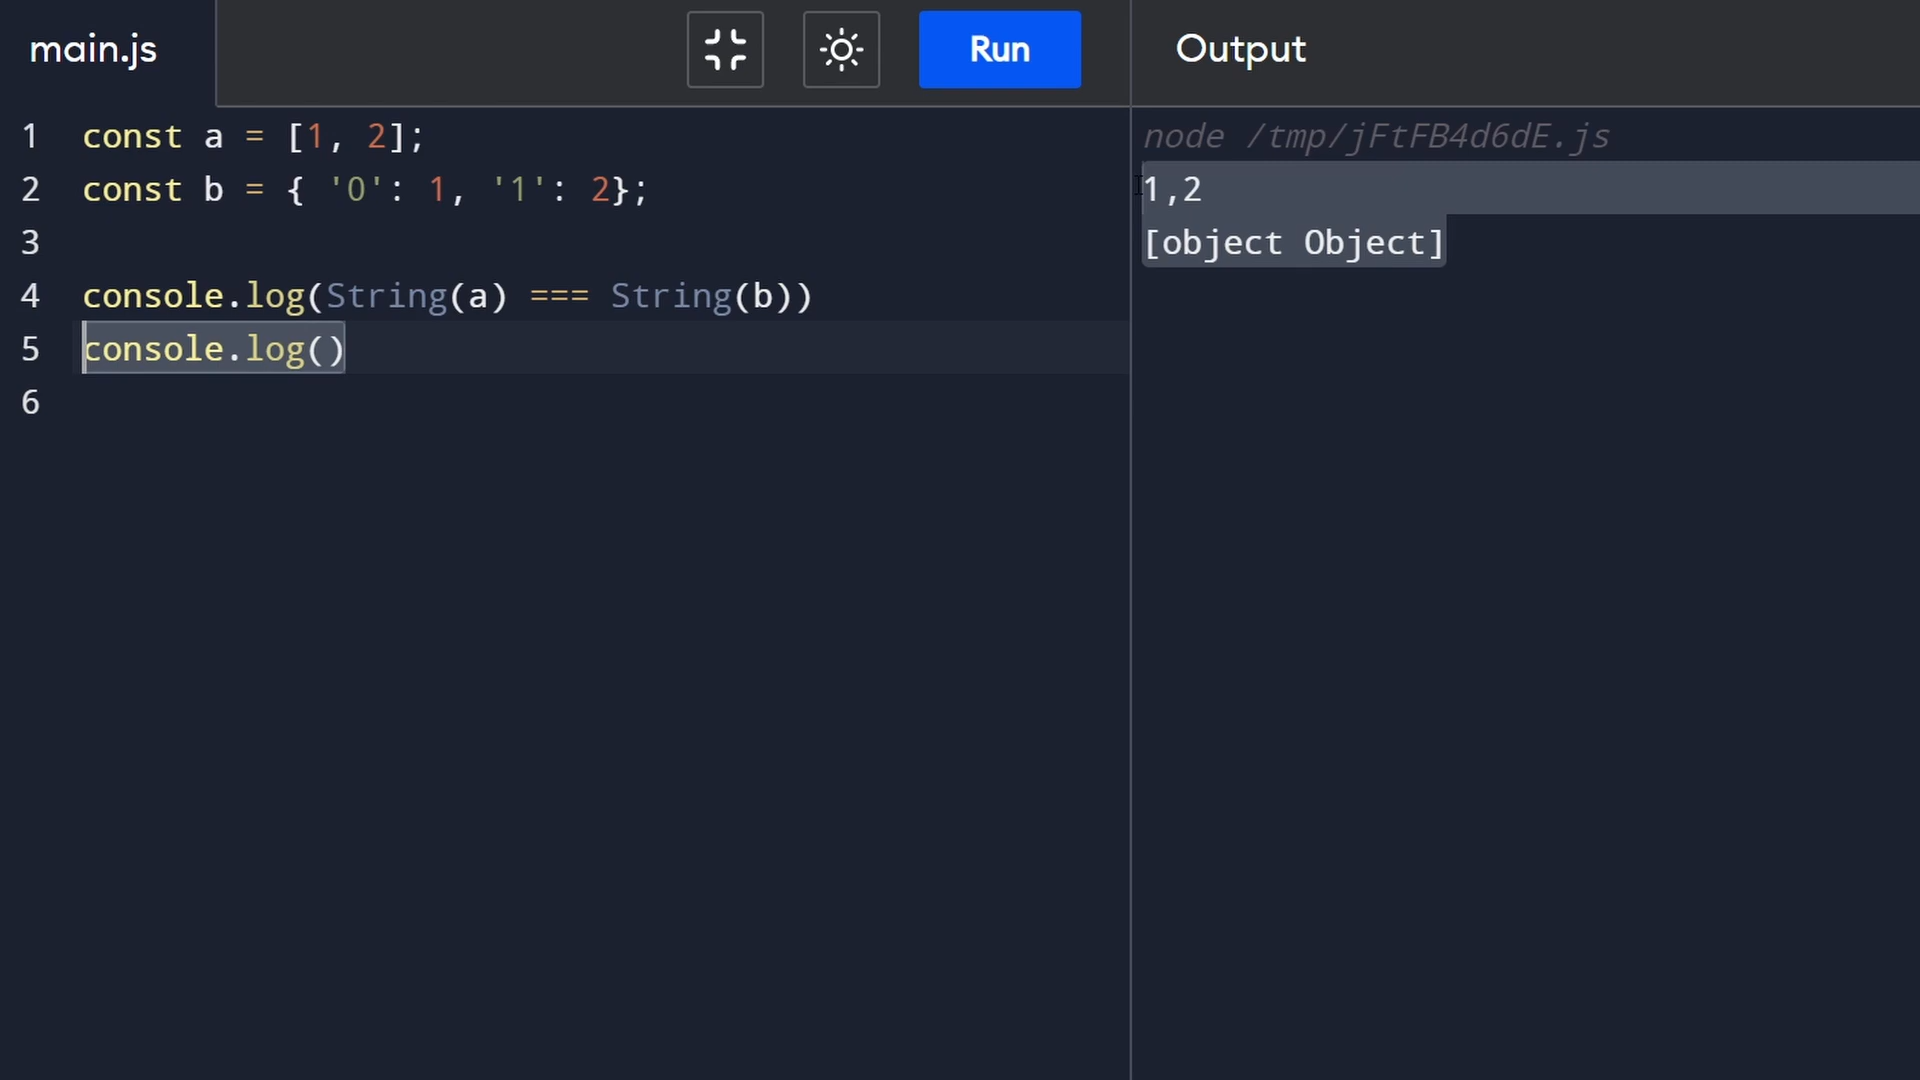 main.js
Run
Output
1 const a = [1, 2];
2 const b = { '0': 1, '1': 2};
3
4 console.log(String(a) === String(b))
5 console.log()
6
node /tmp/jFtFB4d6dE.js
1,2
[object Object]